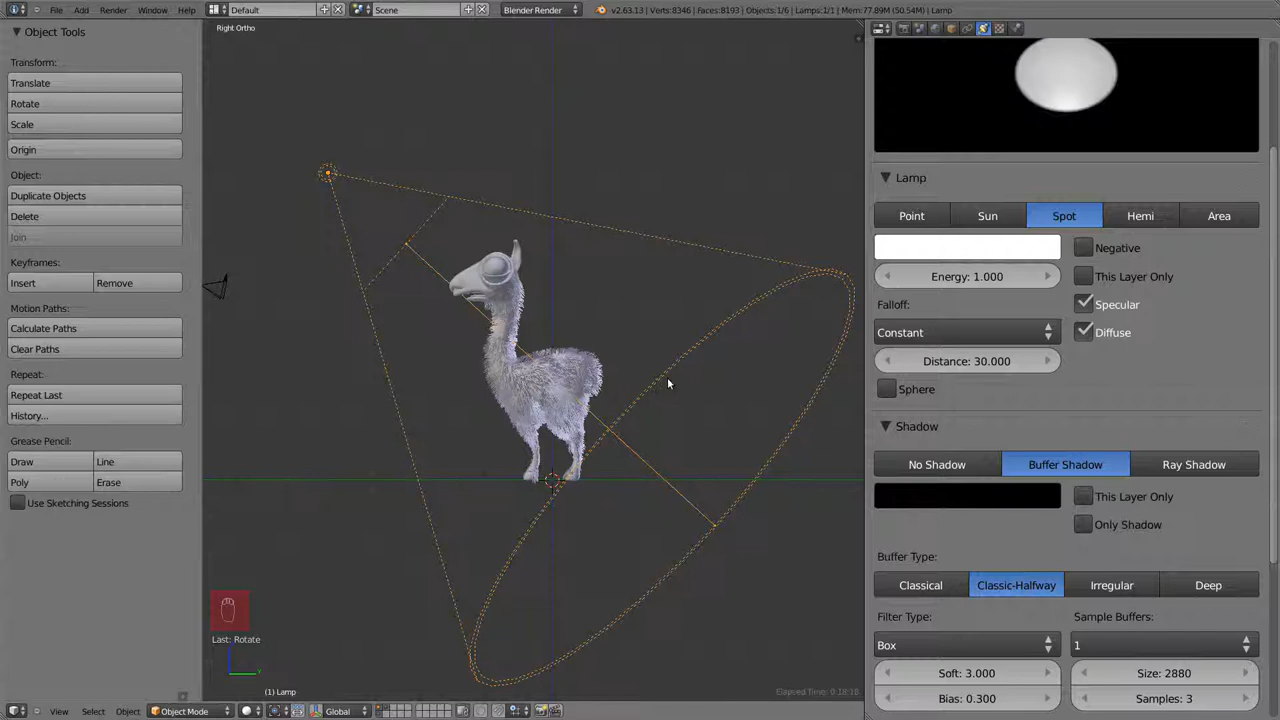 File Add Render Window Help Default Scene Blender Render v2.63.13 | Verts:8346 | Faces:8193 | Objects:1/6 | Lamps:1/1 | Mem:77.89M (50.54M) | Lamp
Object Tools
Transform:
Translate
Rotate
Scale
Origin
Object:
Duplicate Objects
Delete
Join
Keyframes:
Insert Remove
Motion Paths:
Calculate Paths
Clear Paths
Repeat:
Repeat Last
History...
Grease Pencil:
Draw Line
Poly Erase
Use Sketching Sessions
Right Ortho
Last: Rotate
(1) Lamp
View Select Object Object Mode Global
Lamp
Point Sun Spot Hemi Area
Negative
Energy: 1.000 This Layer Only
Falloff: Specular
Constant Diffuse
Distance: 30.000
Sphere
Shadow
No Shadow Buffer Shadow Ray Shadow
This Layer Only
Only Shadow
Buffer Type:
Classical Classic-Halfway Irregular Deep
Filter Type: Sample Buffers:
Box 1
Soft: 3.000 Size: 2880
Bias: 0.300 Samples: 3